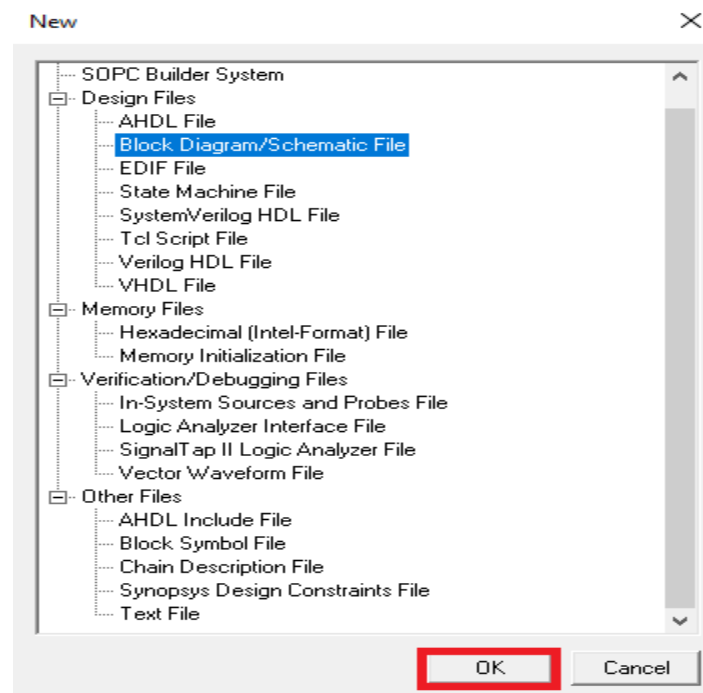 New
SOPC Builder System
Design Files
AHDL File
Block Diagram/Schematic File
EDIF File
State Machine File
SystemVerilog HDL File
Tcl Script File
Verilog HDL File
VHDL File
Memory Files
Hexadecimal (Intel-Format) File
Memory Initialization File
Verification/Debugging Files
In-System Sources and Probes File
Logic Analyzer Interface File
SignalTap II Logic Analyzer File
Vector Waveform File
Other Files
AHDL Include File
Block Symbol File
Chain Description File
Synopsys Design Constraints File
Text File
OK Cancel